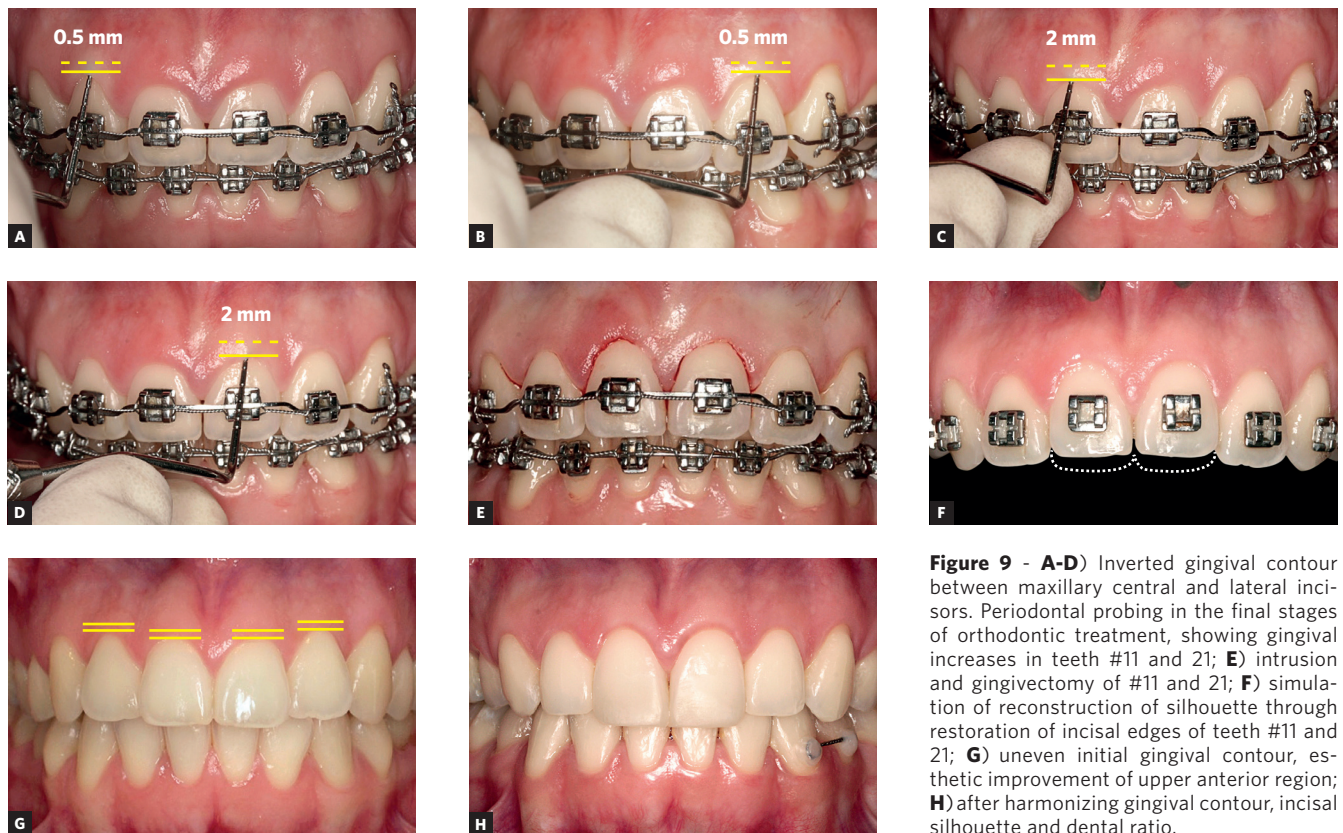 0.5 mm
A
0.5 mm
B
2 mm
C
2 mm
D
E
F
G
H
Figure 9 - A-D) Inverted gingival contour
between maxillary central and lateral inci-
sors. Periodontal probing in the final stages
of orthodontic treatment, showing gingival
increases in teeth #11 and 21; E) intrusion
and gingivectomy of #11 and 21; F) simula-
tion of reconstruction of silhouette through
restoration of incisal edges of teeth #11 and
21; G) uneven initial gingival contour, es-
thetic improvement of upper anterior region;
H) after harmonizing gingival contour, incisal
silhouette and dental ratio.